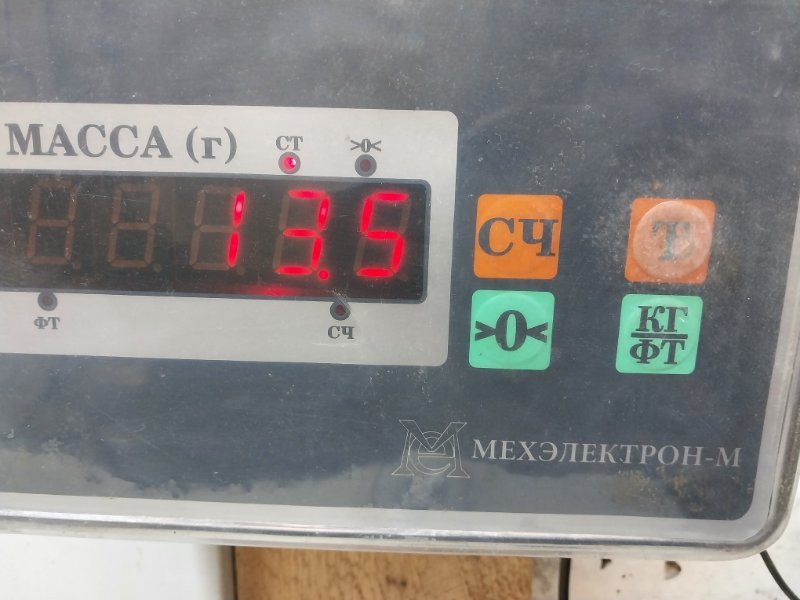 МАССА (г)
СТ
>0<
13.5
ФТ
СЧ
СЧ
Т
>0<
КГ
ФТ
МЕХЭЛЕКТРОН-М